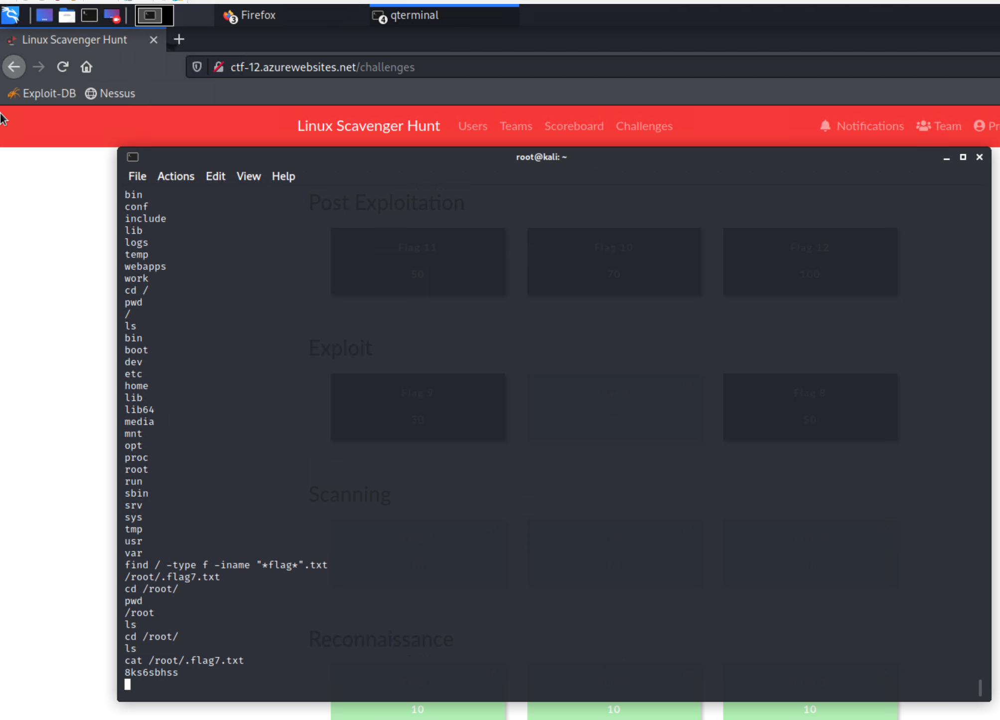 3 Firefox
4 qterminal
Linux Scavenger Hunt
ctf-12.azurewebsites.net/challenges
Exploit-DB
Nessus
Linux Scavenger Hunt Users Teams Scoreboard Challenges Notifications Team Pr
root@kali: ~
File Actions Edit View Help
bin
conf
include
lib
logs
temp
webapps
work
cd /
pwd
/
ls
bin
boot
dev
etc
home
lib
lib64
media
mnt
opt
proc
root
run
sbin
srv
sys
tmp
usr
var
find / -type f -iname "*flag*".txt
/root/.flag7.txt
cd /root/
pwd
/root
ls
cd /root/
ls
cat /root/.flag7.txt
8ks6sbhss
Post Exploitation
Flag 11
50
Flag 10
70
Flag 12
100
Exploit
Flag 9
30
Flag 8
50
Scanning
Reconnaissance
10
10
10